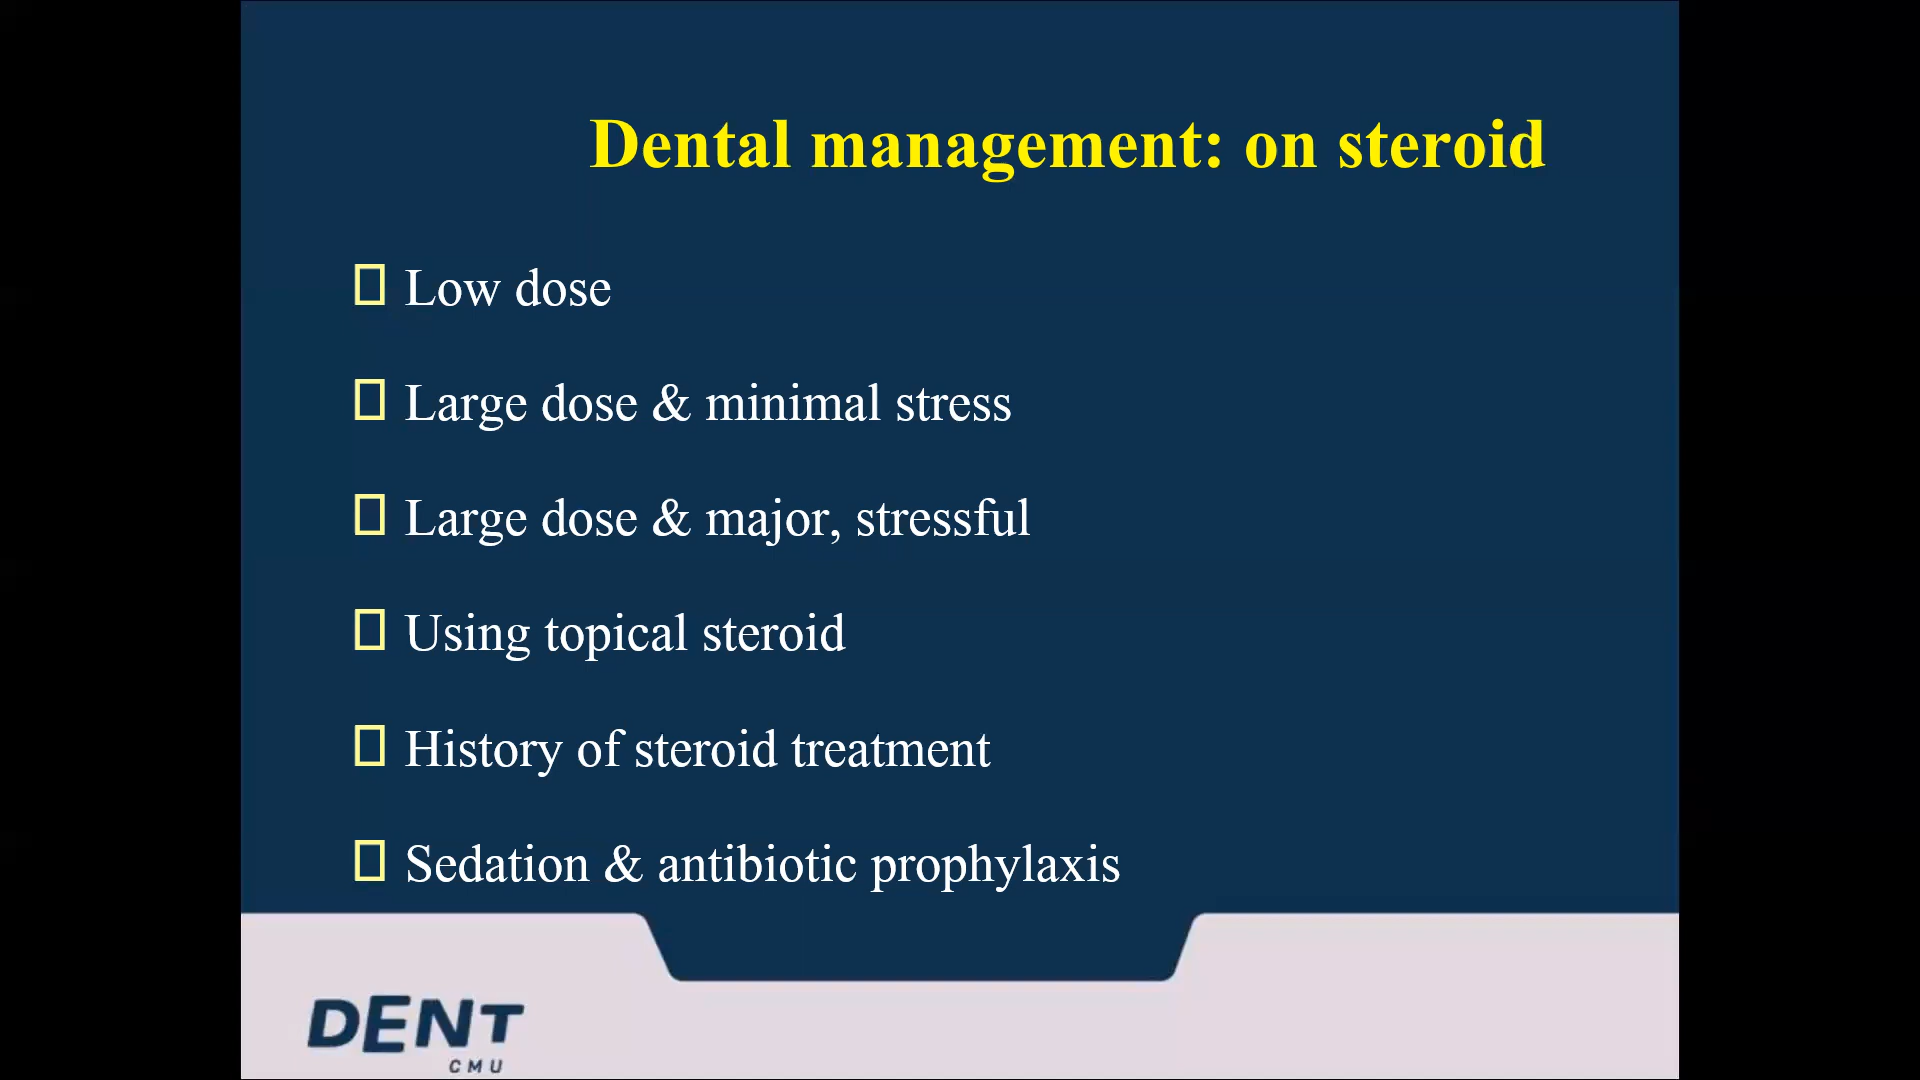 Dental management: on steroid
Low dose
Large dose & minimal stress
Large dose & major, stressful
Using topical steroid
History of steroid treatment
Sedation & antibiotic prophylaxis
DENT
CMU